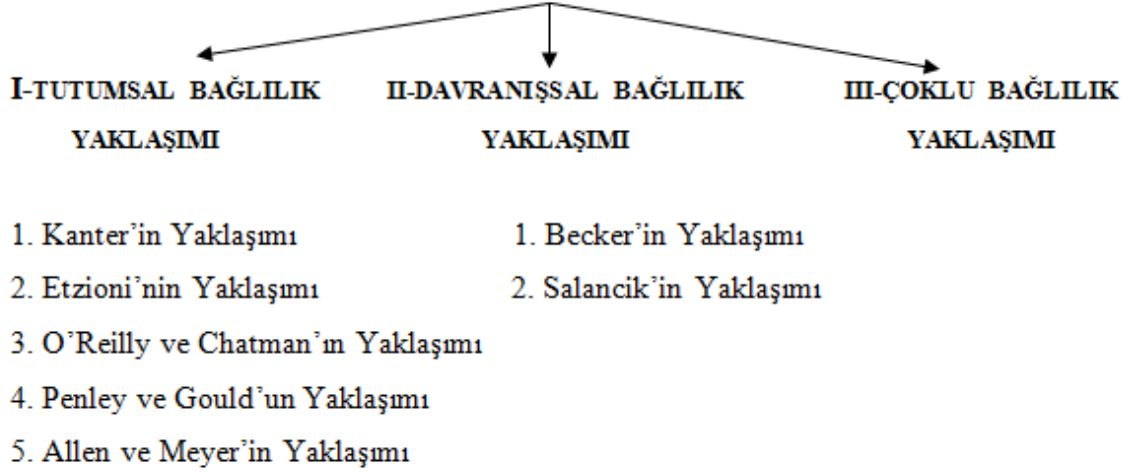 I-TUTUMSAL BAĞLILIK
YAKLAŞIMI
II-DAVRANIŞSAL BAĞLILIK
YAKLAŞIMI
III-ÇOKLU BAĞLILIK
YAKLAŞIMI
1. Kanter’in Yaklaşımı
2. Etzioni’nin Yaklaşımı
3. O’Reilly ve Chatman’ın Yaklaşımı
4. Penley ve Gould’un Yaklaşımı
5. Allen ve Meyer’in Yaklaşımı
1. Becker’in Yaklaşımı
2. Salancik’in Yaklaşımı